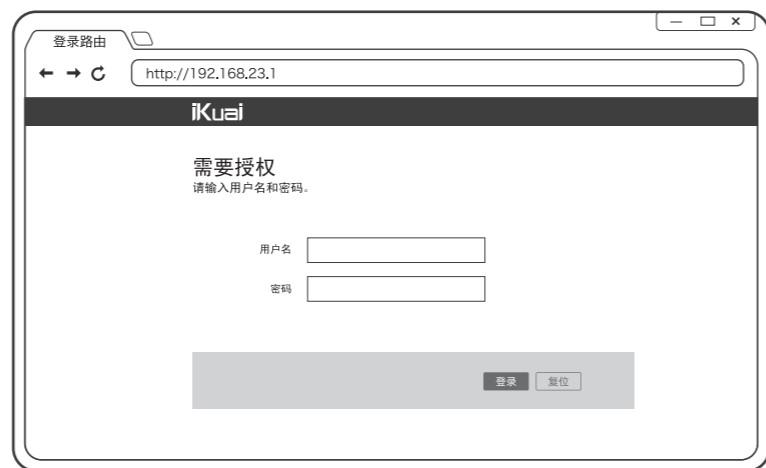 登录路由
http://192.168.23.1
iKuai
需要授权
请输入用户名和密码。
用户名
密码
登录 复位